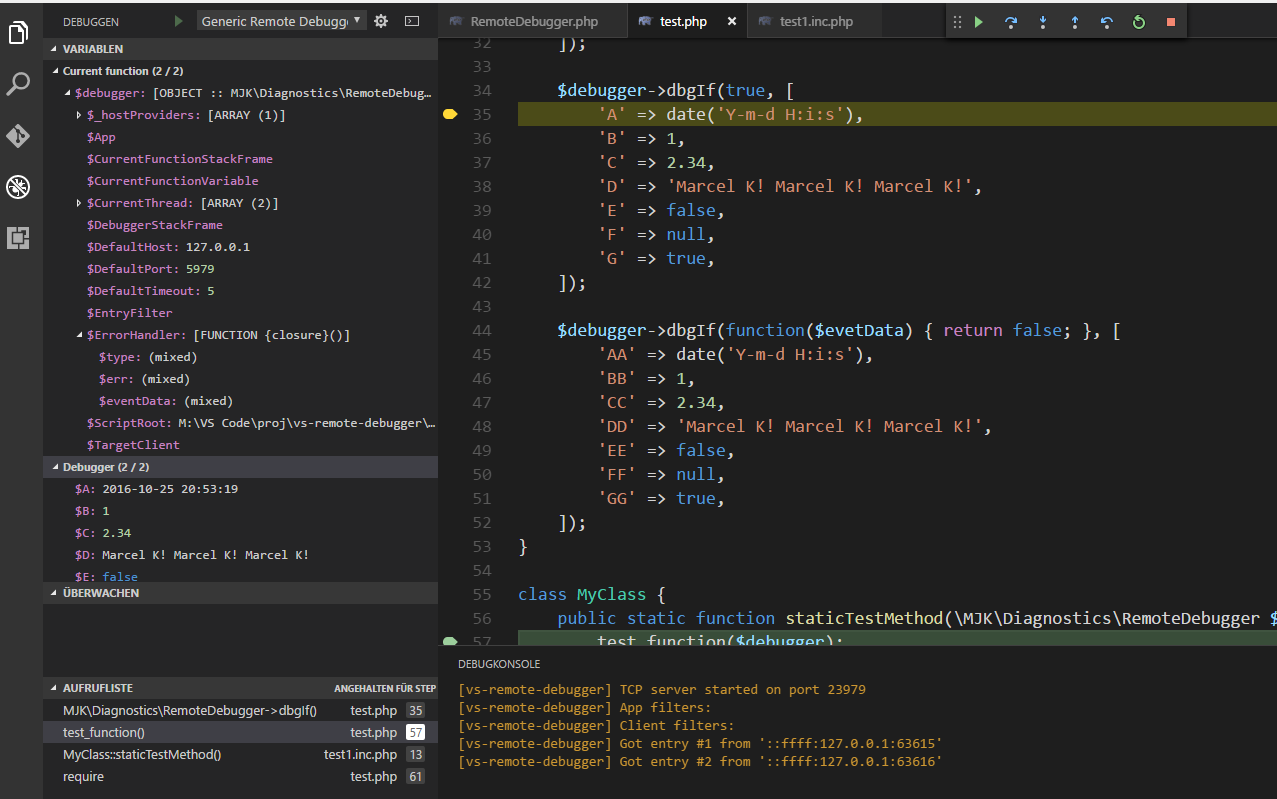 DEBUGGEN
Generic Remote Debugge
VARIABLEN
Current function (2 / 2)
$debugger: [OBJECT :: MJK\Diagnostics\RemoteDebug…
$_hostProviders: [ARRAY (1)]
$App
$CurrentFunctionStackFrame
$CurrentFunctionVariable
$CurrentThread: [ARRAY (2)]
$DebuggerStackFrame
$DefaultHost: 127.0.0.1
$DefaultPort: 5979
$DefaultTimeout: 5
$EntryFilter
$ErrorHandler: [FUNCTION {closure}()]
$type: (mixed)
$err: (mixed)
$eventData: (mixed)
$ScriptRoot: M:\VS Code\proj\vs-remote-debugger\…
$TargetClient
Debugger (2 / 2)
$A: 2016-10-25 20:53:19
$B: 1
$C: 2.34
$D: Marcel K! Marcel K! Marcel K!
$E: false
ÜBERWACHEN
AUFRUFLISTE ANGEHALTEN FÜR STEP
MJK\Diagnostics\RemoteDebugger->dbgIf() test.php 35
test_function() test.php 57
MyClass::staticTestMethod() test1.inc.php 13
require test.php 61
RemoteDebugger.php test.php × test1.inc.php
32 ]);
33
34 $debugger->dbgIf(true, [
35 'A' => date('Y-m-d H:i:s'),
36 'B' => 1,
37 'C' => 2.34,
38 'D' => 'Marcel K! Marcel K! Marcel K!',
39 'E' => false,
40 'F' => null,
41 'G' => true,
42 ]);
43
44 $debugger->dbgIf(function($evetData) { return false; }, [
45 'AA' => date('Y-m-d H:i:s'),
46 'BB' => 1,
47 'CC' => 2.34,
48 'DD' => 'Marcel K! Marcel K! Marcel K!',
49 'EE' => false,
50 'FF' => null,
51 'GG' => true,
52 ]);
53 }
54
55 class MyClass {
56 public static function staticTestMethod(\MJK\Diagnostics\RemoteDebugger $
57 test_function($debugger);
DEBUGKONSOLE
[vs-remote-debugger] TCP server started on port 23979
[vs-remote-debugger] App filters:
[vs-remote-debugger] Client filters:
[vs-remote-debugger] Got entry #1 from '::ffff:127.0.0.1:63615'
[vs-remote-debugger] Got entry #2 from '::ffff:127.0.0.1:63616'